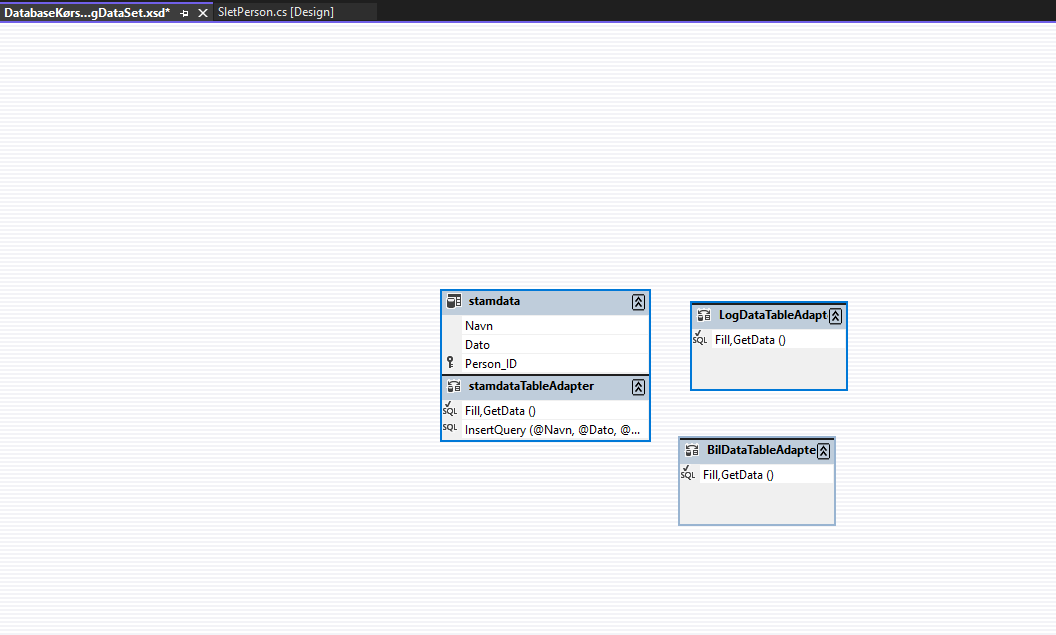 DatabaseKørs...gDataSet.xsd*
SletPerson.cs [Design]
stamdata
Navn
Dato
Person_ID
stamdataTableAdapter
SQL Fill,GetData ()
SQL InsertQuery (@Navn, @Dato, @...
LogDataTableAdapt
SQL Fill,GetData ()
BilDataTableAdapte
SQL Fill,GetData ()